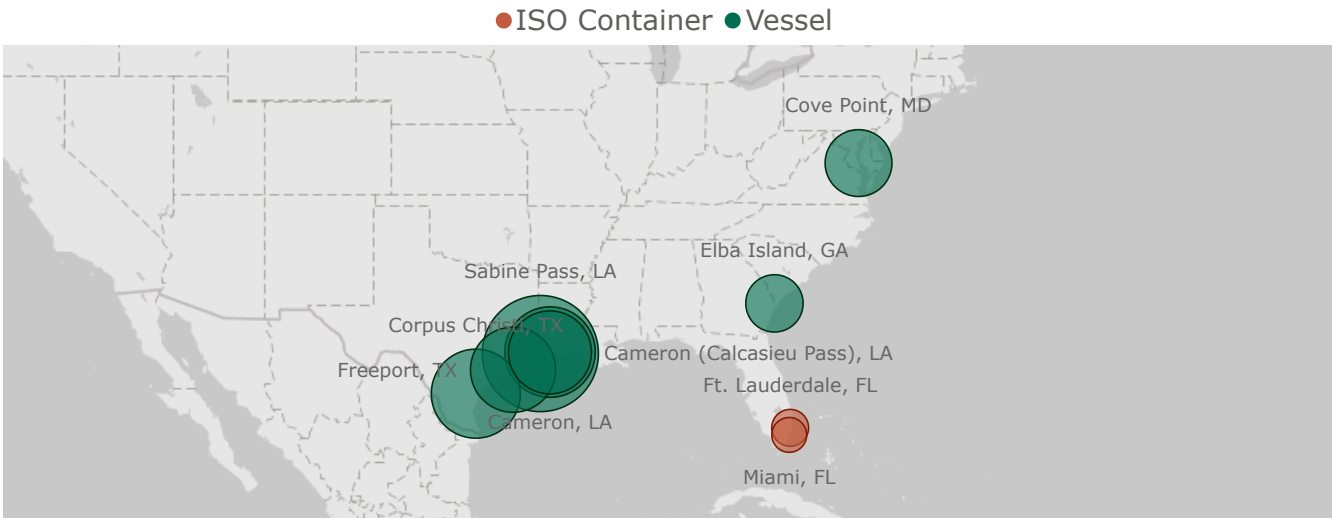 ISO Container Vessel
Cove Point, MD
Elba Island, GA
Sabine Pass, LA
Corpus Christi, TX
Cameron (Calcasieu Pass), LA
Freeport, TX
Ft. Lauderdale, FL
Cameron, LA
Miami, FL